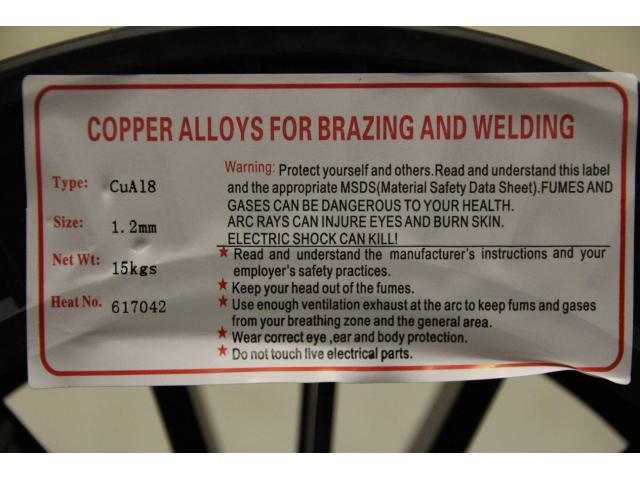 COPPER ALLOYS FOR BRAZING AND WELDING
Type: CuAl8
Size: 1.2mm
Net Wt: 15kgs
Heat No. 617042
Warning: Protect yourself and others.Read and understand this label
and the appropriate MSDS(Material Safety Data Sheet).FUMES AND
GASES CAN BE DANGEROUS TO YOUR HEALTH.
ARC RAYS CAN INJURE EYES AND BURN SKIN.
ELECTRIC SHOCK CAN KILL!
★ Read and understand the manufacturer's instructions and your
employer's safety practices.
★ Keep your head out of the fumes.
★ Use enough ventilation exhaust at the arc to keep fums and gases
from your breathing zone and the general area.
★ Wear correct eye ,ear and body protection.
★ Do not touch live electrical parts.